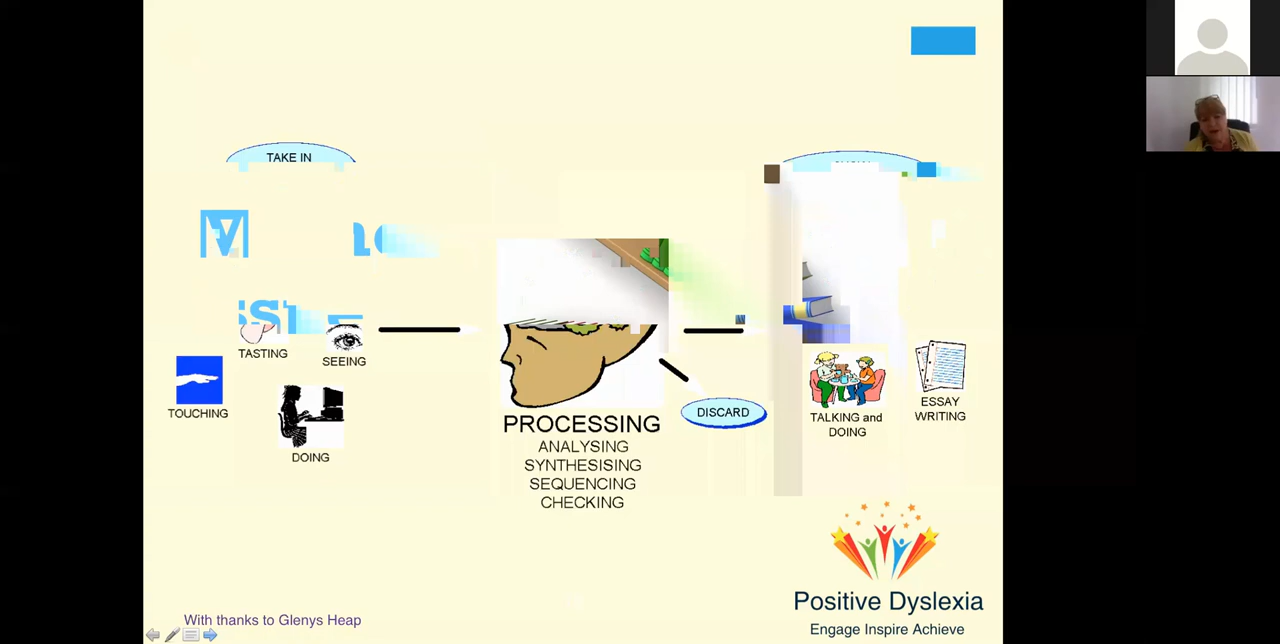 TAKE IN
TASTING
SEEING
TOUCHING
DOING
PROCESSING
ANALYSING
SYNTHESISING
SEQUENCING
CHECKING
DISCARD
TALKING and
DOING
ESSAY
WRITING
Positive Dyslexia
Engage Inspire Achieve
With thanks to Glenys Heap